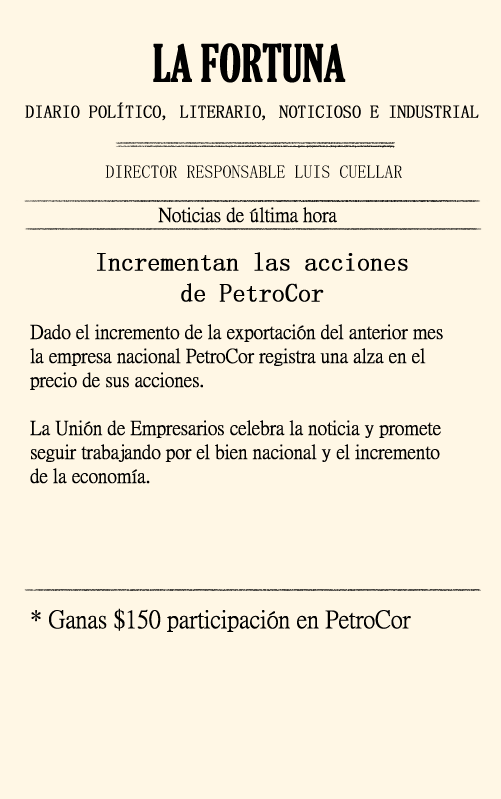 LA FORTUNA
DIARIO POLÍTICO, LITERARIO, NOTICIOSO E INDUSTRIAL
DIRECTOR RESPONSABLE LUIS CUELLAR
Noticias de última hora
Incrementan las acciones
de PetroCor
Dado el incremento de la exportación del anterior mes
la empresa nacional PetroCor registra una alza en el
precio de sus acciones.
La Unión de Empresarios celebra la noticia y promete
seguir trabajando por el bien nacional y el incremento
de la economía.
* Ganas $150 participación en PetroCor